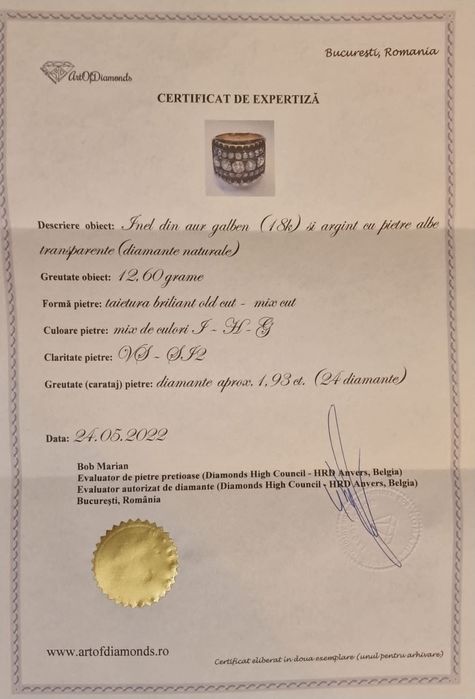 Bucuresti, Romania
ArtOfDiamonds
CERTIFICAT DE EXPERTIZĂ
Descriere obiect: Inel din aur galben (18k) si argint cu pietre albe
transparente (diamante naturale)
Greutate obiect: 12,60 grame
Formă pietre: taietura briliant old cut - mix cut
Culoare pietre: mix de culori I - H - G
Claritate pietre: VS - SI2
Greutate (carataj) pietre: diamante aprox. 1,93 ct. (24 diamante)
Data: 24.05.2022
Bob Marian
Evaluator de pietre pretioase (Diamonds High Council - HRD Anvers, Belgia)
Evaluator autorizat de diamante (Diamonds High Council - HRD Anvers, Belgia)
București, România
www.artofdiamonds.ro
Certificat eliberat in doua exemplare (unul pentru arhivare)